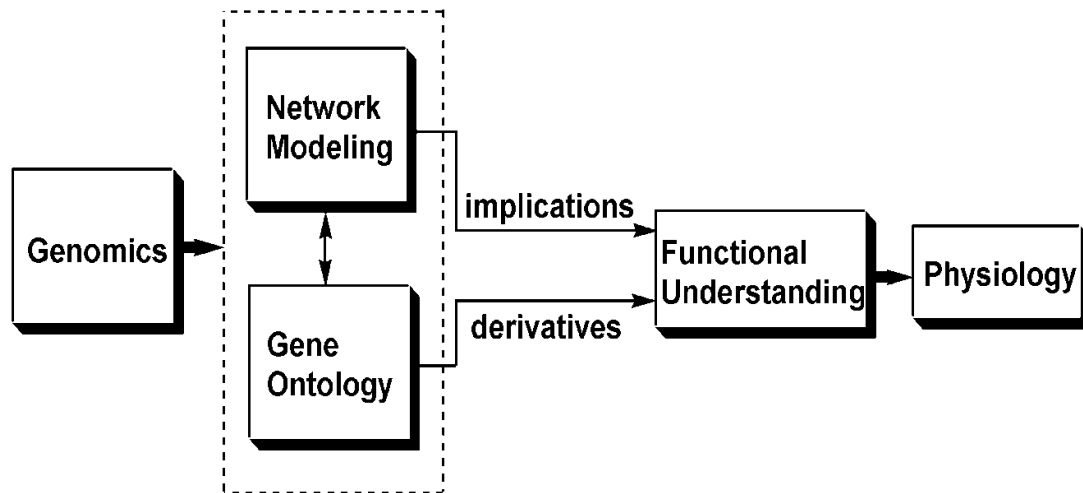 Genomics
Network
Modeling
Gene
Ontology
implications
derivatives
Functional
Understanding
Physiology